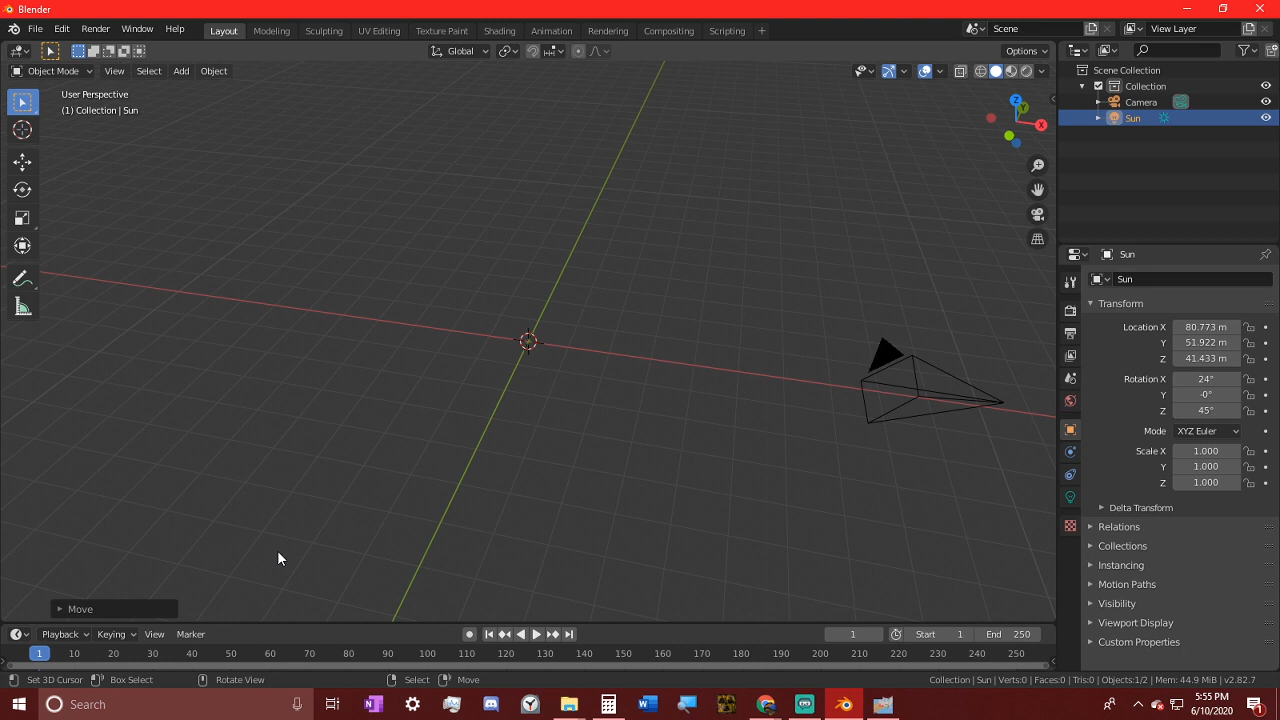 Blender
File Edit Render Window Help Layout Modeling Sculpting UV Editing Texture Paint Shading Animation Rendering Compositing Scripting + Scene View Layer
Global Options
Object Mode View Select Add Object
User Perspective
(1) Collection | Sun
Z
Y
X
Scene Collection
Collection
Camera
Sun
Sun
Sun
Transform
Location X 80.773 m
Y 51.922 m
Z 41.433 m
Rotation X 24°
Y -0°
Z 45°
Mode XYZ Euler
Scale X 1.000
Y 1.000
Z 1.000
Delta Transform
Relations
Collections
Instancing
Motion Paths
Visibility
Viewport Display
Custom Properties
Move
Playback Keying View Marker 1 Start 1 End 250
1 10 20 30 40 50 60 70 80 90 100 110 120 130 140 150 160 170 180 190 200 210 220 230 240 250
Set 3D Cursor Box Select Rotate View Select Move Collection | Sun | Verts:0 | Faces:0 | Tris:0 | Objects:1/2 | Mem: 44.9 MiB | v2.82.7
Search
5:55 PM
6/10/2020
1